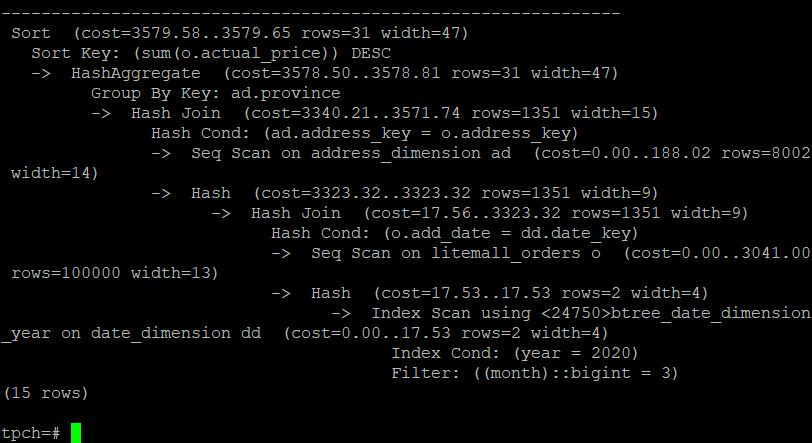 --------------------------------------------------------------
 Sort  (cost=3579.58..3579.65 rows=31 width=47)
   Sort Key: (sum(o.actual_price)) DESC
   ->  HashAggregate  (cost=3578.50..3578.81 rows=31 width=47)
         Group By Key: ad.province
         ->  Hash Join  (cost=3340.21..3571.74 rows=1351 width=15)
               Hash Cond: (ad.address_key = o.address_key)
               ->  Seq Scan on address_dimension ad  (cost=0.00..188.02 rows=8002
 width=14)
               ->  Hash  (cost=3323.32..3323.32 rows=1351 width=9)
                     ->  Hash Join  (cost=17.56..3323.32 rows=1351 width=9)
                           Hash Cond: (o.add_date = dd.date_key)
                           ->  Seq Scan on litemall_orders o  (cost=0.00..3041.00
 rows=100000 width=13)
                           ->  Hash  (cost=17.53..17.53 rows=2 width=4)
                                 ->  Index Scan using <24750>btree_date_dimension
_year on date_dimension dd  (cost=0.00..17.53 rows=2 width=4)
                                       Index Cond: (year = 2020)
                                       Filter: ((month)::bigint = 3)
(15 rows)
tpch=#